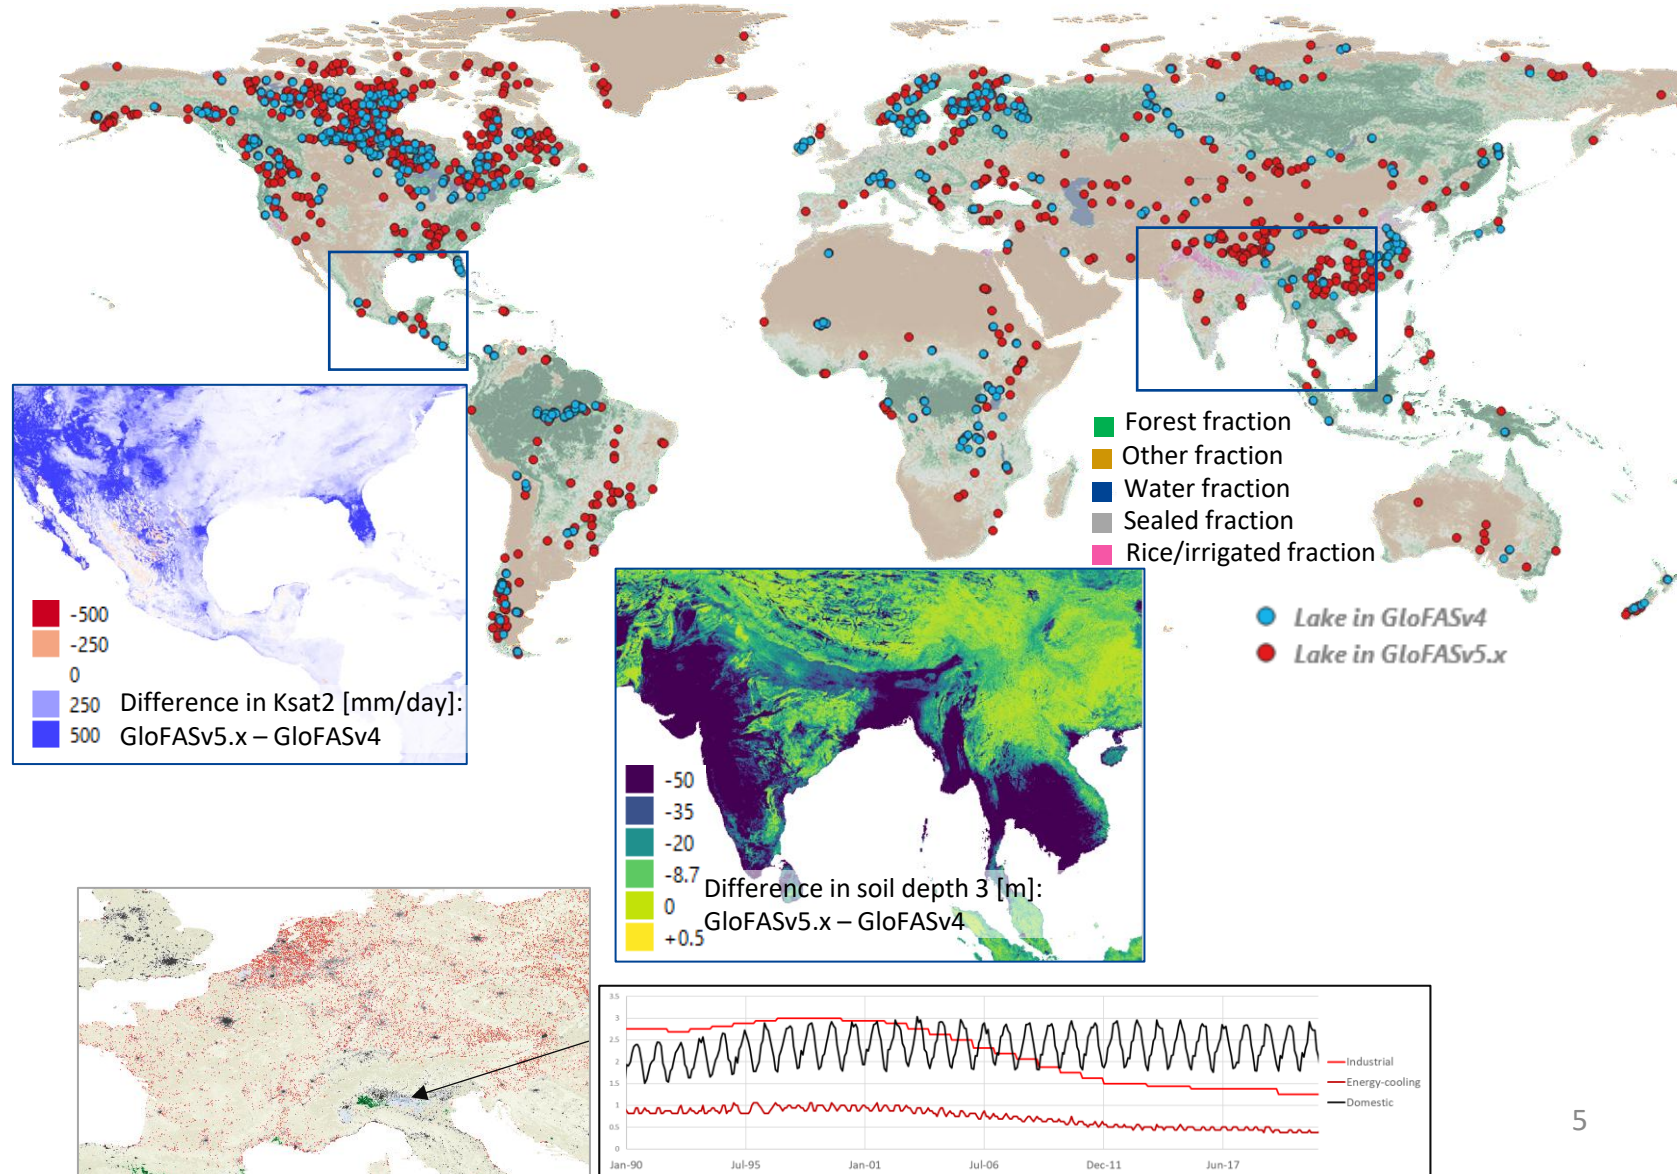 Forest fraction
Other fraction
Water fraction
Sealed fraction
Rice/irrigated fraction
Lake in GloFASv4
Lake in GloFASv5.x
-500
-250
0
250
500
Difference in Ksat2 [mm/day]:
GloFASv5.x – GloFASv4
-50
-35
-20
-8.7
0
+0.5
Difference in soil depth 3 [m]:
GloFASv5.x – GloFASv4
3.5
3
2.5
2
1.5
1
0.5
0
Jan-90
Jul-95
Jan-01
Jul-06
Dec-11
Jun-17
Industrial
Energy-cooling
Domestic
5